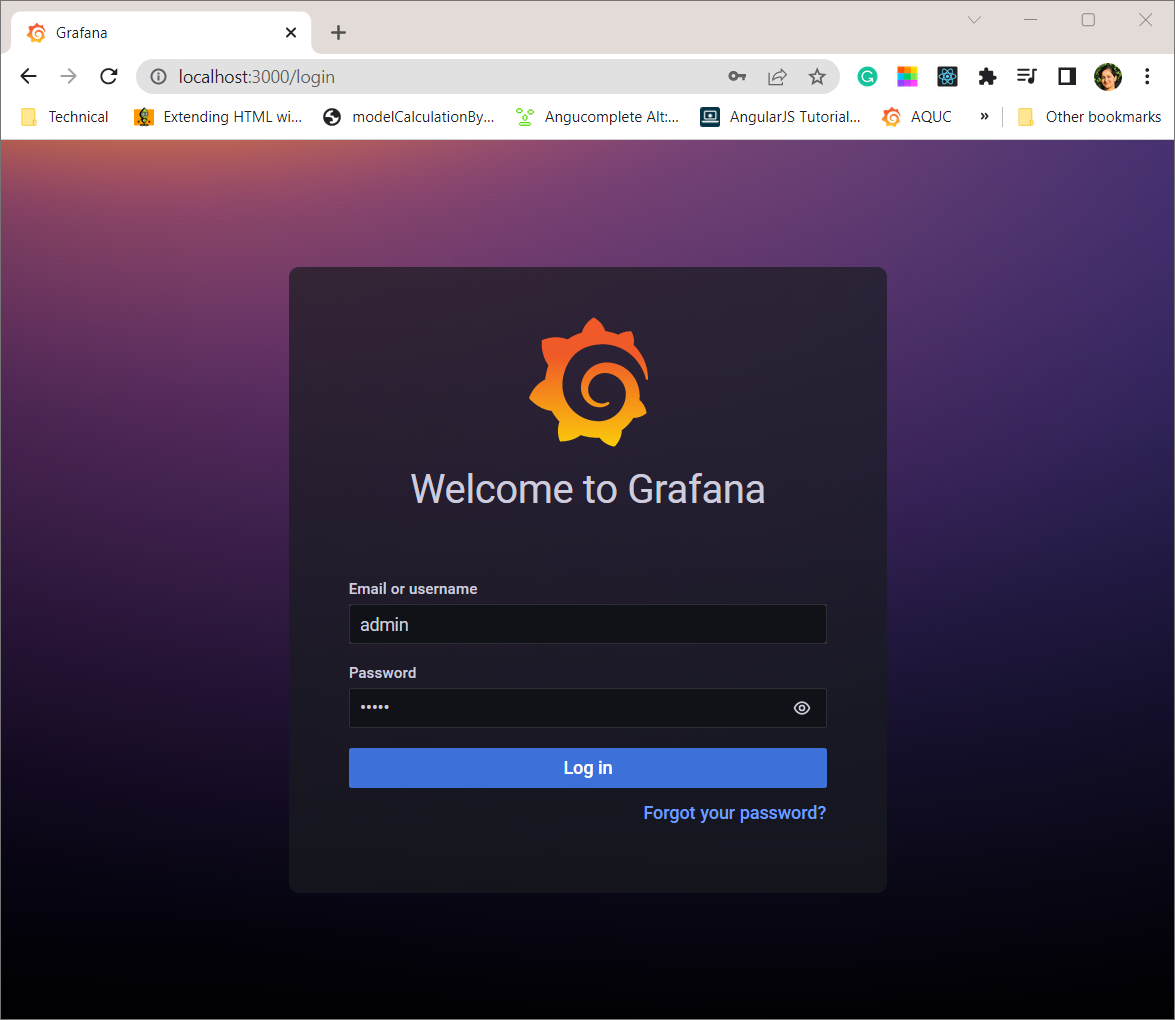 Grafana
localhost:3000/login
Technical Extending HTML wi... modelCalculationBy... Angucomplete Alt:... AngularJS Tutorial... AQUC » Other bookmarks
Welcome to Grafana
Email or username
admin
Password
•••••
Log in
Forgot your password?